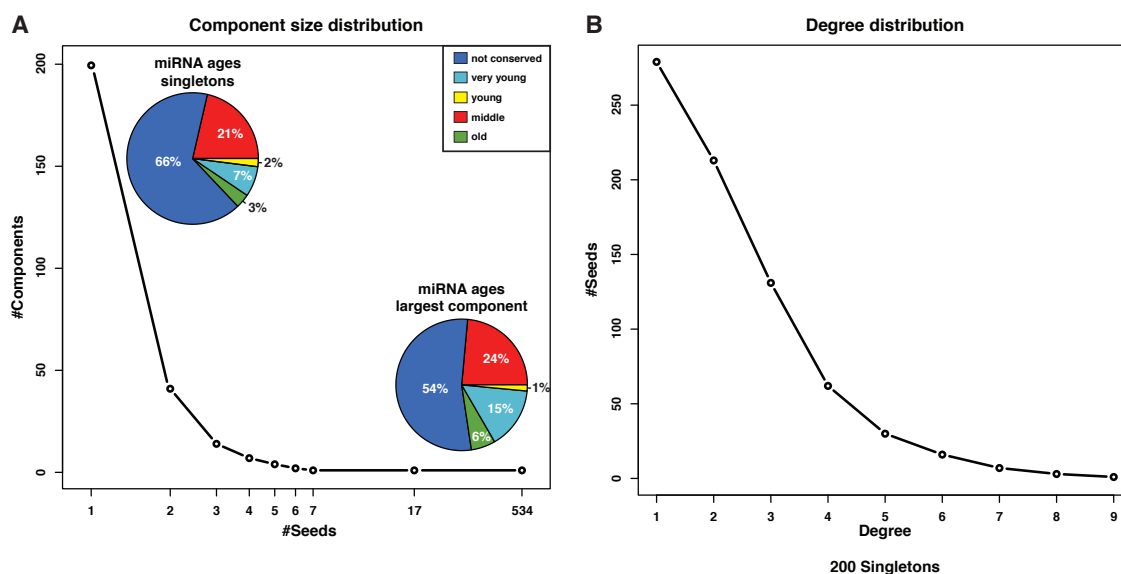 A
Component size distribution
#Components
200
150
100
50
0
miRNA ages
singletons
66%
21%
2%
7%
3%
not conserved
very young
young
middle
old
miRNA ages
largest component
54%
24%
1%
15%
6%
1 2 3 4 5 6 7 17 534
#Seeds
B
Degree distribution
#Seeds
250
200
150
100
50
0
1 2 3 4 5 6 7 8 9
Degree
200 Singletons